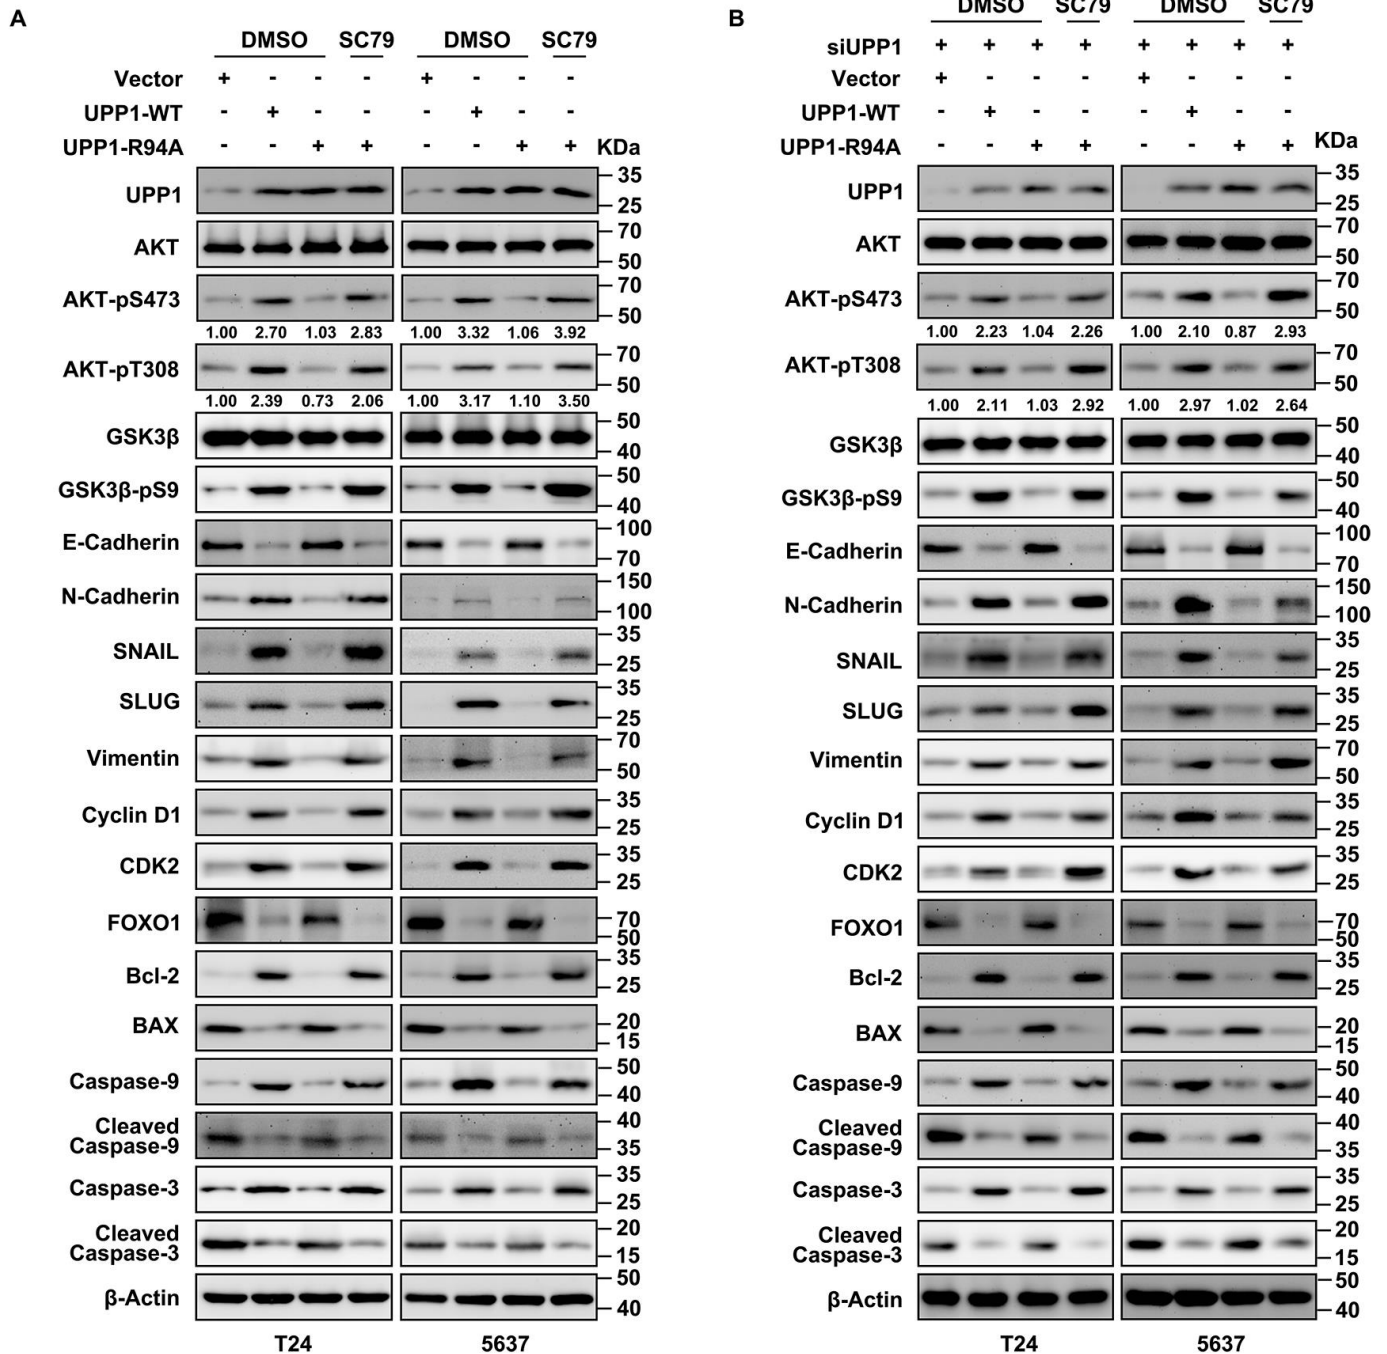 A
DMSO SC79 DMSO SC79
Vector + - - - + - - -
UPP1-WT - + - - - + - -
UPP1-R94A - - + + - - + + KDa
UPP1 35
25
AKT 70
50
AKT-pS473 70
50
1.00 2.70 1.03 2.83 1.00 3.32 1.06 3.92
AKT-pT308 70
50
1.00 2.39 0.73 2.06 1.00 3.17 1.10 3.50
GSK3β 50
40
GSK3β-pS9 50
40
E-Cadherin 100
70
N-Cadherin 150
100
SNAIL 35
25
SLUG 35
25
Vimentin 70
50
Cyclin D1 35
25
CDK2 35
25
FOXO1 70
50
Bcl-2 35
25
BAX 20
15
Caspase-9 50
40
Cleaved 40
Caspase-9 35
Caspase-3 35
25
Cleaved 20
Caspase-3 15
β-Actin 50
40
T24 5637
B
DMSO SC79 DMSO SC79
siUPP1 + + + + + + + +
Vector + - - - + - - -
UPP1-WT - + - - - + - -
UPP1-R94A - - + + - - + + KDa
UPP1 35
25
AKT 70
50
AKT-pS473 70
50
1.00 2.23 1.04 2.26 1.00 2.10 0.87 2.93
AKT-pT308 70
50
1.00 2.11 1.03 2.92 1.00 2.97 1.02 2.64
GSK3β 50
40
GSK3β-pS9 50
40
E-Cadherin 100
70
N-Cadherin 150
100
SNAIL 35
25
SLUG 35
25
Vimentin 70
50
Cyclin D1 35
25
CDK2 35
25
FOXO1 70
50
Bcl-2 35
25
BAX 20
15
Caspase-9 50
40
Cleaved 40
Caspase-9 35
Caspase-3 35
25
Cleaved 20
Caspase-3 15
β-Actin 50
40
T24 5637